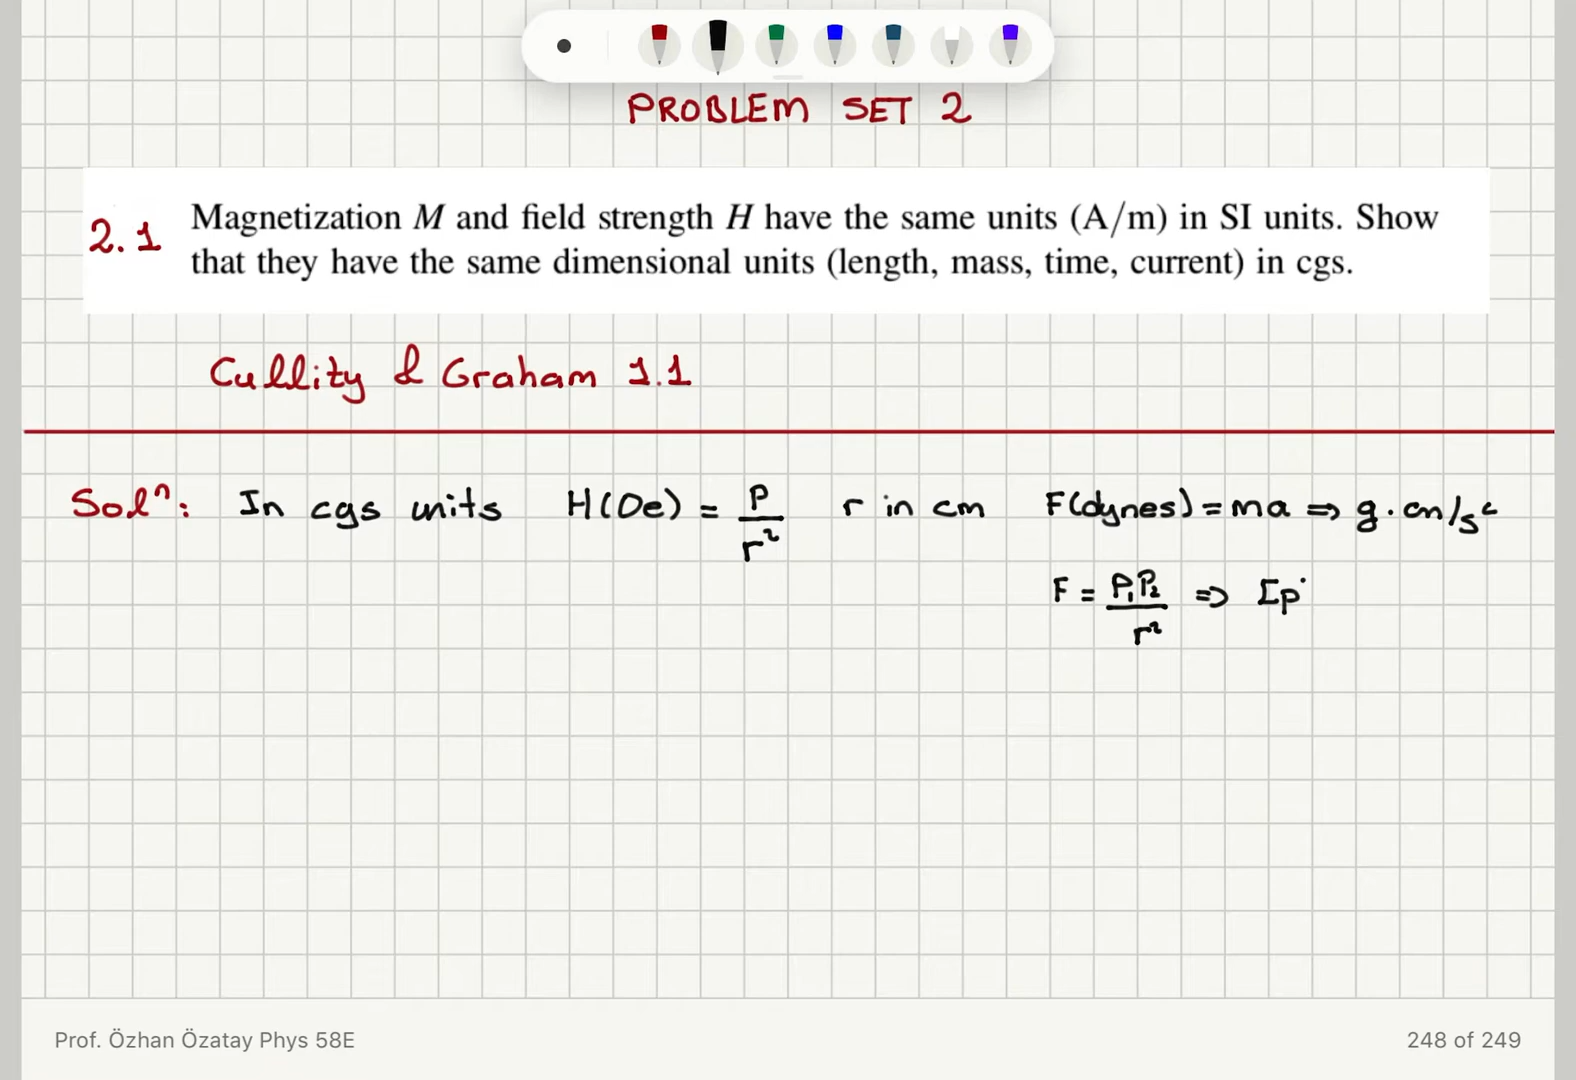 PROBLEM SET 2
2.1 Magnetization M and field strength H have the same units (A/m) in SI units. Show
that they have the same dimensional units (length, mass, time, current) in cgs.
Cullity & Graham 1.1
Solⁿ: In cgs units H(Oe) = P/r² r in cm F(dynes) = ma ⇒ g·cm/s²
F = P₁P₂/r² ⇒ [p
Prof. Özhan Özatay Phys 58E
248 of 249